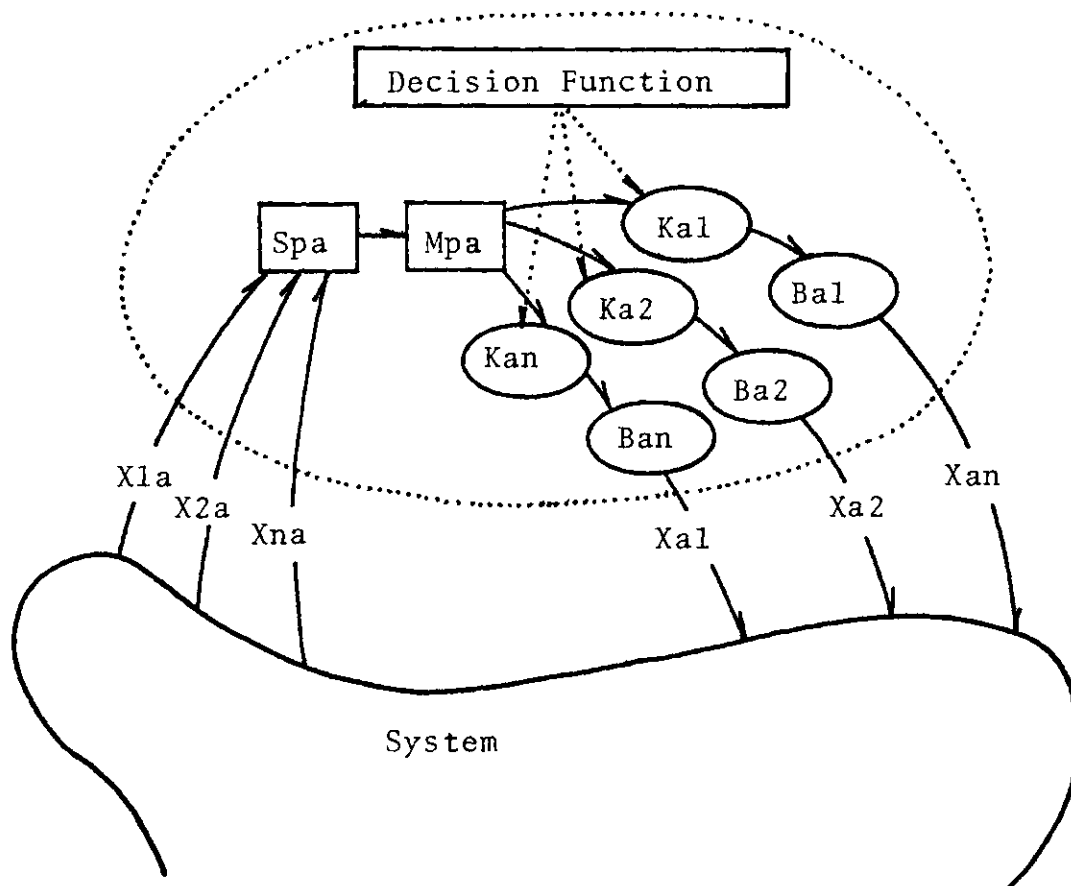 Decision Function
Spa
Mpa
Ka1
Ka2
Kan
Ba1
Ba2
Ban
X1a
X2a
Xna
Xa1
Xa2
Xan
System